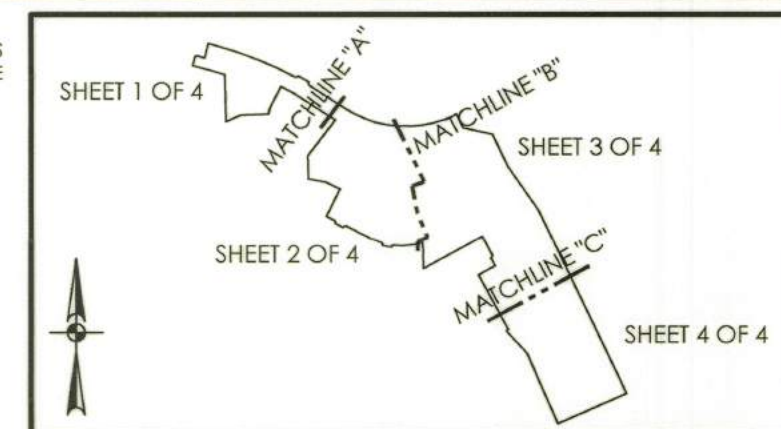 SHEET 1 OF 4
MATCHLINE "A"
MATCHLINE "B"
SHEET 3 OF 4
SHEET 2 OF 4
MATCHLINE "C"
SHEET 4 OF 4